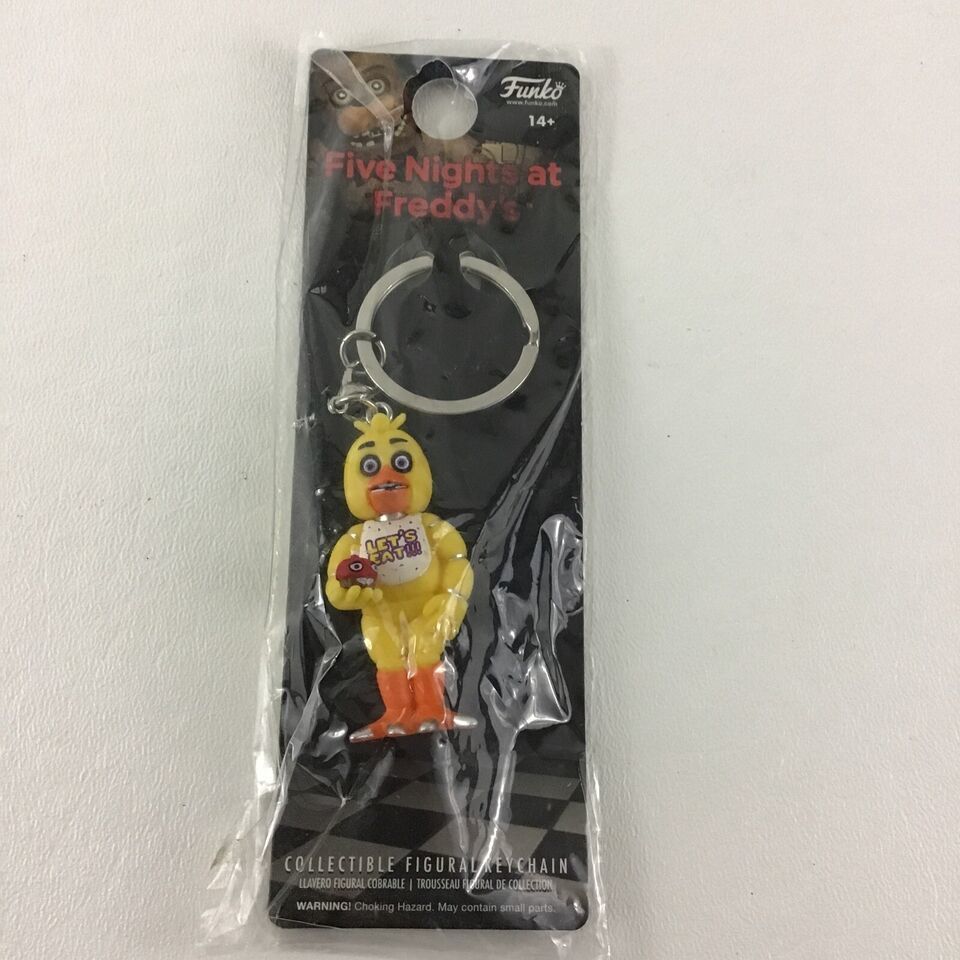 Funko
www.funko.com
14+
Five Nights at
Freddy's
LET'S
EAT!!!
COLLECTIBLE FIGURAL KEYCHAIN
LLAVERO FIGURAL COBRABLE | TROUSSEAU FIGURAL DE COLLECTION
WARNING! Choking Hazard. May contain small parts.